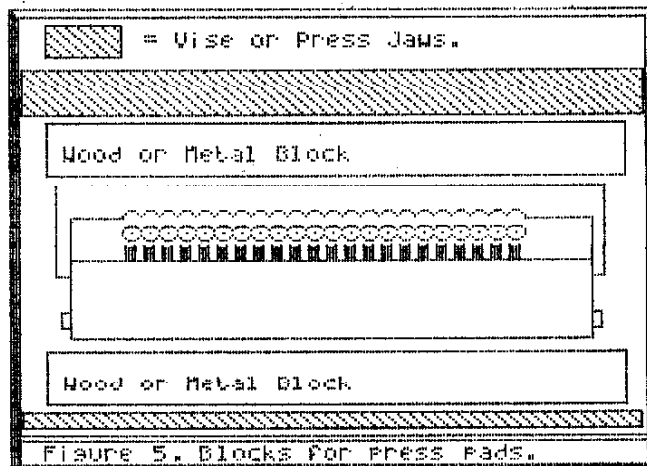 = Vise or Press Jaws.
Wood or Metal Block
Wood or Metal Block
Figure 5. Blocks for press pads.